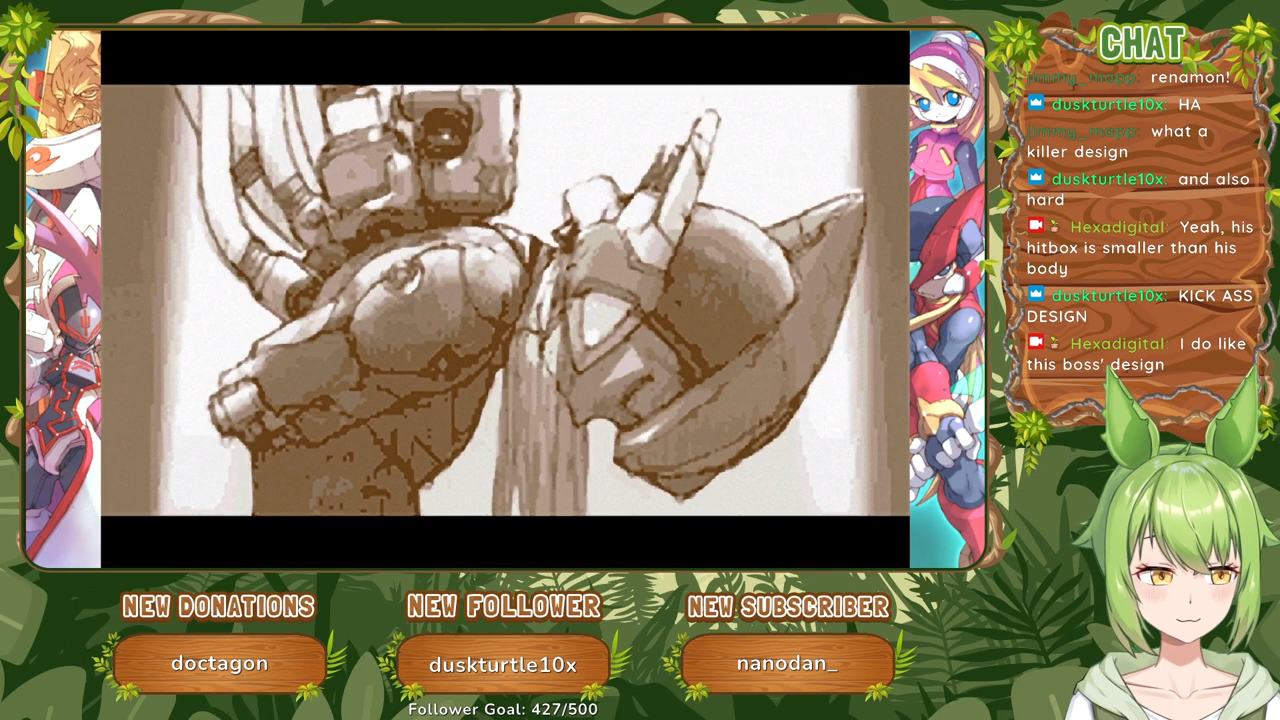 CHAT
jimmy_mopp: renamon!
duskturtle10x: HA
jimmy_mopp: what a
killer design
duskturtle10x: and also
hard
Hexadigital: Yeah, his
hitbox is smaller than his
body
duskturtle10x: KICK ASS
DESIGN
Hexadigital: I do like
this boss' design
NEW DONATIONS
doctagon
NEW FOLLOWER
duskturtle10x
Follower Goal: 427/500
NEW SUBSCRIBER
nanodan_